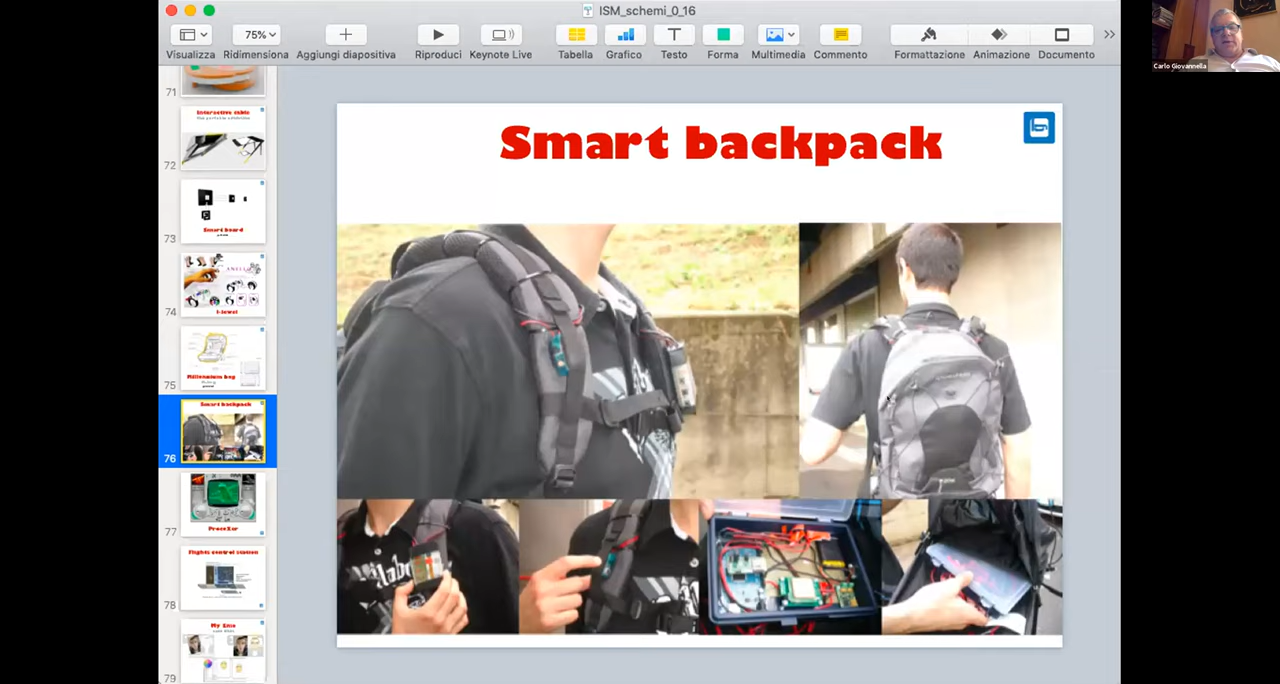 ISM_schemi_0_16
75%
Visualizza
Ridimensiona
Aggiungi diapositiva
Riproduci
Keynote Live
Tabella
Grafico
Testo
Forma
Multimedia
Commento
Formattazione
Animazione
Documento
Carlo Giovannella
71
Interactive table
72
Smart board
73
ANELLO
I-Jewel
74
Millennium bag
75
Smart backpack
76
77
Flights control station
78
79
Smart backpack